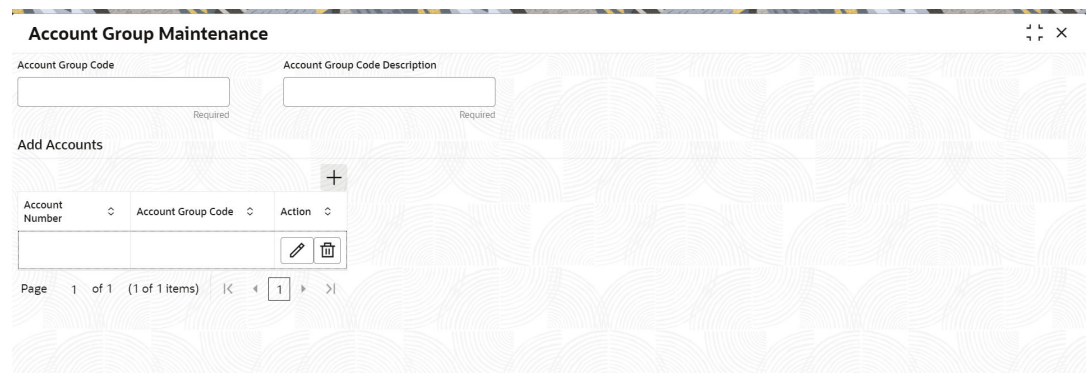 Account Group Maintenance
Account Group Code
Account Group Code Description
Required
Required
Add Accounts
Account Number
Account Group Code
Action
Page 1 of 1 (1 of 1 items) 1